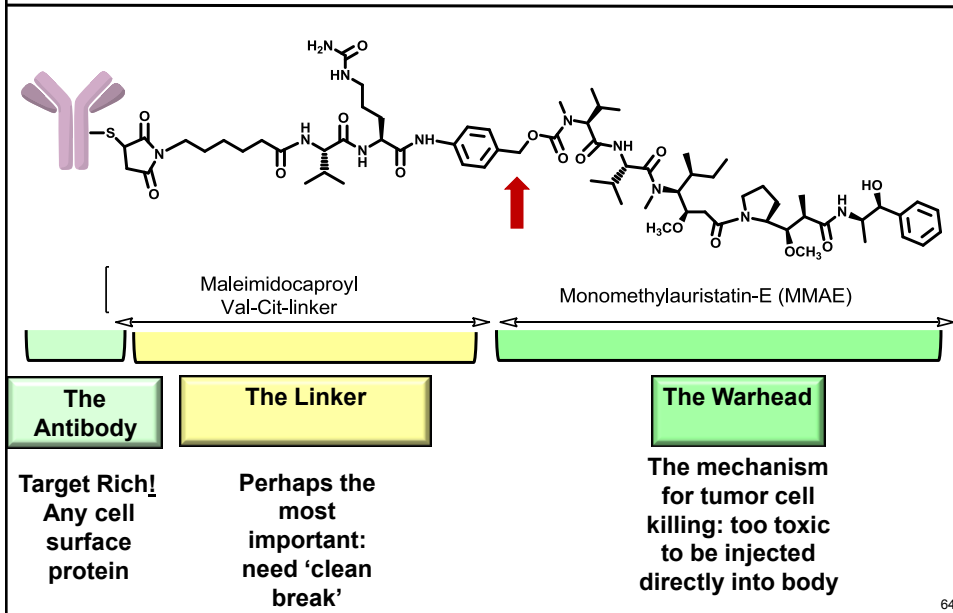 H₂N
O
HN
O
S
N
O
O
H
N
O
N
H
O
NH
O
O
N
O
H
N
O
N
H₃CO
O
N
OCH₃
O
H
N
HO
Maleimidocaproyl
Val-Cit-linker
Monomethylauristatin-E (MMAE)
The
Antibody
The Linker
The Warhead
Target Rich!
Any cell
surface
protein
Perhaps the
most
important:
need ‘clean
break’
The mechanism
for tumor cell
killing: too toxic
to be injected
directly into body
64